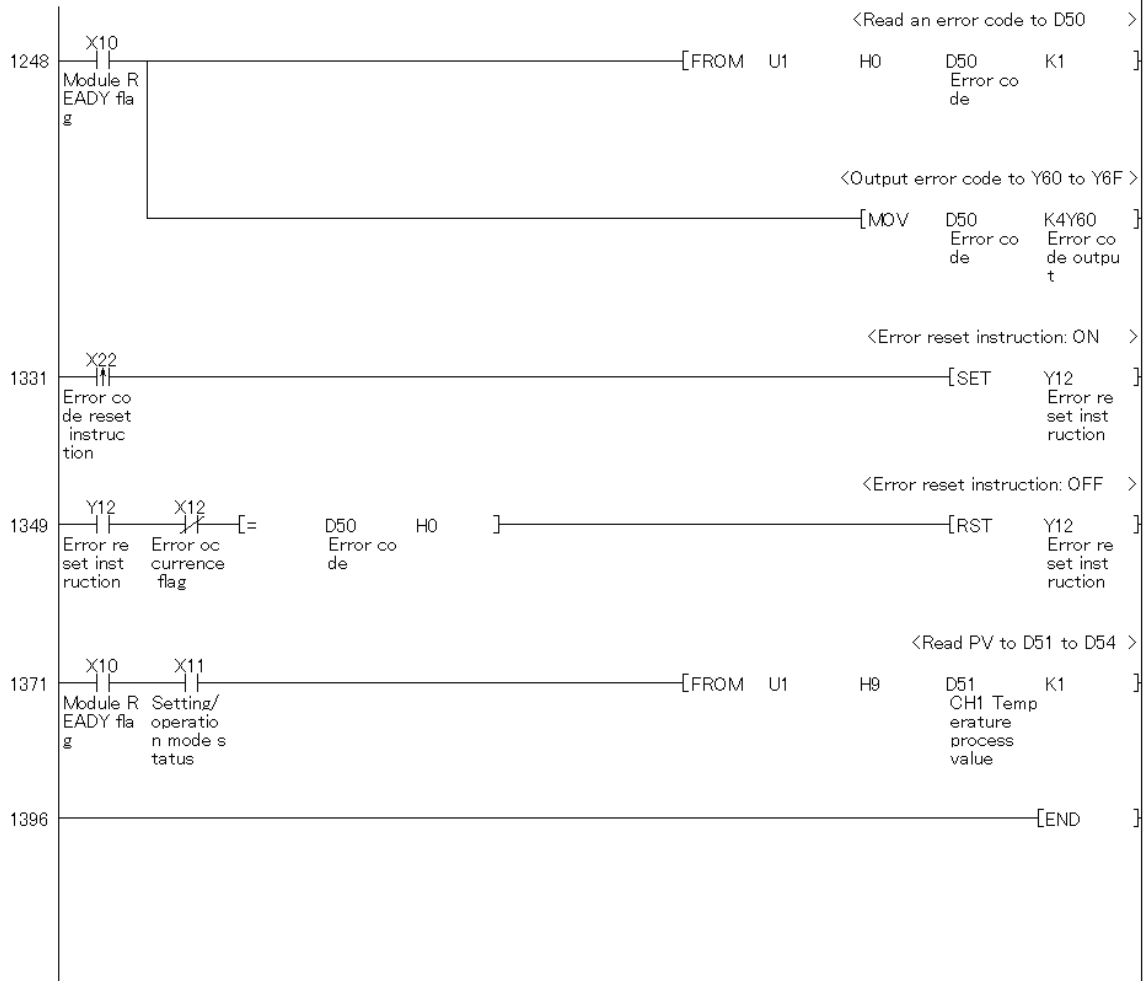 <Read an error code to D50 >
X10
1248 [FROM U1 H0 D50 K1 ]
Module R
EADY fla
g
Error co
de
<Output error code to Y60 to Y6F >
[MOV D50 K4Y60 ]
Error co
de
Error co
de outpu
t
<Error reset instruction: ON >
X22
1331 [SET Y12 ]
Error co
de reset
instruc
tion
Error re
set inst
ruction
<Error reset instruction: OFF >
Y12 X12
1349 [= D50 H0 ] [RST Y12 ]
Error re
set inst
ruction
Error oc
currence
flag
Error co
de
Error re
set inst
ruction
<Read PV to D51 to D54 >
X10 X11
1371 [FROM U1 H9 D51 K1 ]
Module R
EADY fla
g
Setting/
operatio
n mode s
tatus
CH1 Temp
erature
process
value
1396 [END ]